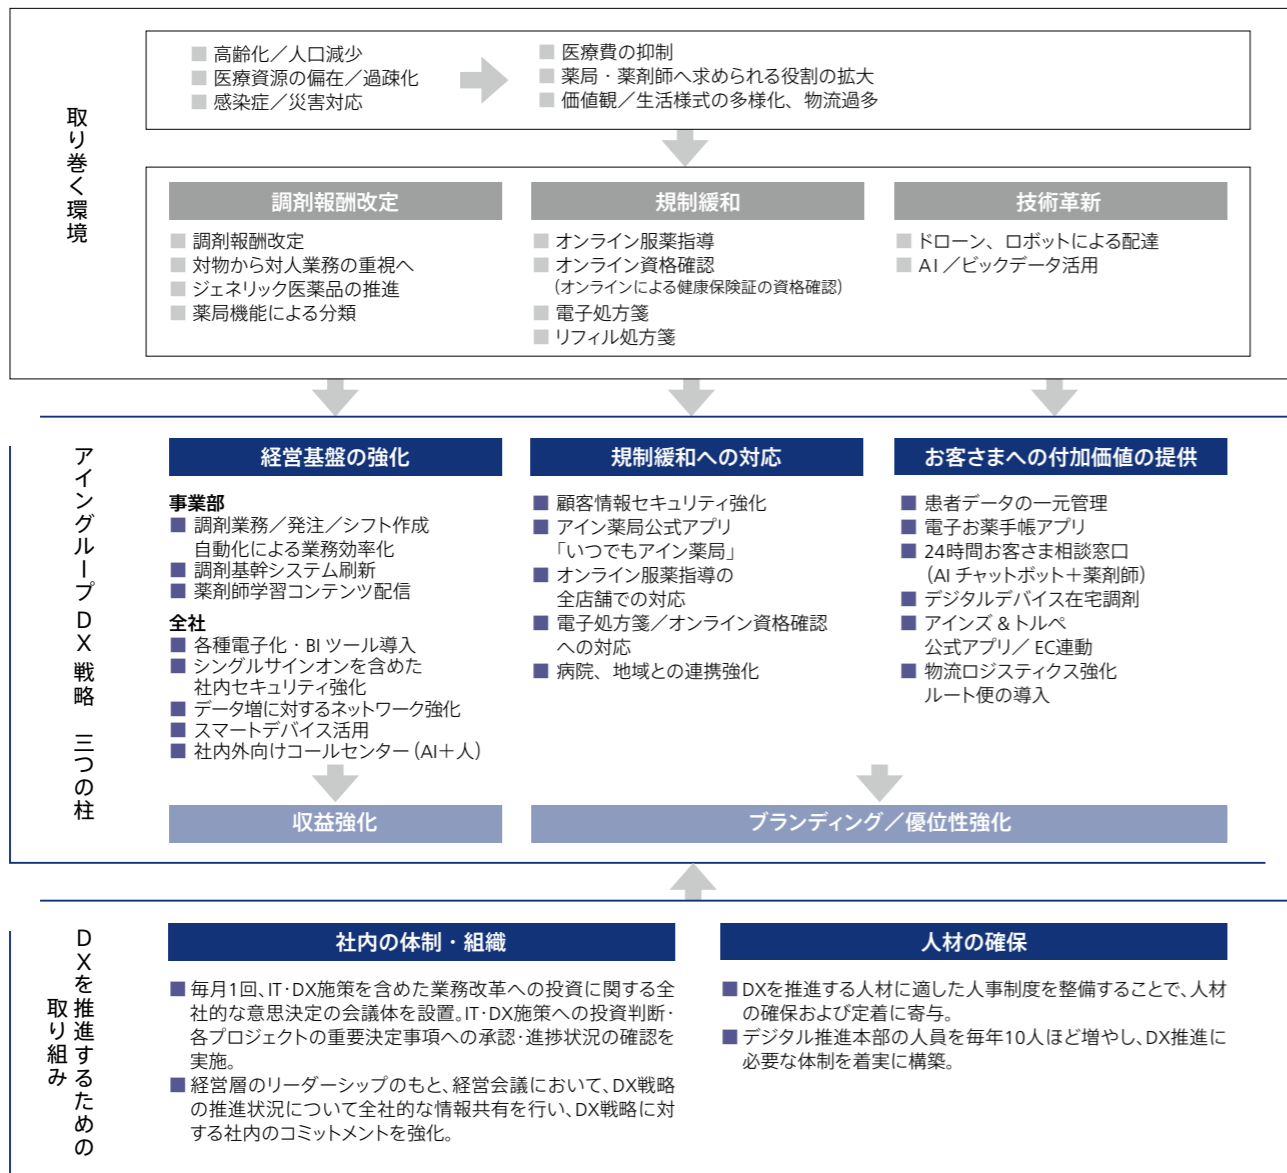 取り巻く環境
■ 高齢化／人口減少
■ 医療資源の偏在／過疎化
■ 感染症／災害対応
■ 医療費の抑制
■ 薬局・薬剤師へ求められる役割の拡大
■ 価値観／生活様式の多様化、物流過多
調剤報酬改定
■ 調剤報酬改定
■ 対物から対人業務の重視へ
■ ジェネリック医薬品の推進
■ 薬局機能による分類
規制緩和
■ オンライン服薬指導
■ オンライン資格確認
（オンラインによる健康保険証の資格確認）
■ 電子処方箋
■ リフィル処方箋
技術革新
■ ドローン、ロボットによる配達
■ AI／ビックデータ活用
アイングループ DX 戦略 三つの柱
経営基盤の強化
事業部
■ 調剤業務／発注／シフト作成
自動化による業務効率化
■ 調剤基幹システム刷新
■ 薬剤師学習コンテンツ配信
全社
■ 各種電子化・BI ツール導入
■ シングルサインオンを含めた
社内セキュリティ強化
■ データ増に対するネットワーク強化
■ スマートデバイス活用
■ 社内外向けコールセンター（AI＋人）
規制緩和への対応
■ 顧客情報セキュリティ強化
■ アイン薬局公式アプリ
「いつでもアイン薬局」
■ オンライン服薬指導の
全店舗での対応
■ 電子処方箋／オンライン資格確認
への対応
■ 病院、地域との連携強化
お客さまへの付加価値の提供
■ 患者データの一元管理
■ 電子お薬手帳アプリ
■ 24時間お客さま相談窓口
（AI チャットボット＋薬剤師）
■ デジタルデバイス在宅調剤
■ アインズ＆トルペ
公式アプリ／ EC連動
■ 物流ロジスティクス強化
ルート便の導入
収益強化
ブランディング／優位性強化
DXを推進するための
取り組み
社内の体制・組織
■ 毎月1回、IT・DX施策を含めた業務改革への投資に関する全
社的な意思決定の会議体を設置。IT・DX施策への投資判断・
各プロジェクトの重要決定事項への承認・進捗状況の確認を
実施。
■ 経営層のリーダーシップのもと、経営会議において、DX戦略
の推進状況について全社的な情報共有を行い、DX戦略に対
する社内のコミットメントを強化。
人材の確保
■ DXを推進する人材に適した人事制度を整備することで、人材
の確保および定着に寄与。
■ デジタル推進本部の人員を毎年10人ほど増やし、DX推進に
必要な体制を着実に構築。